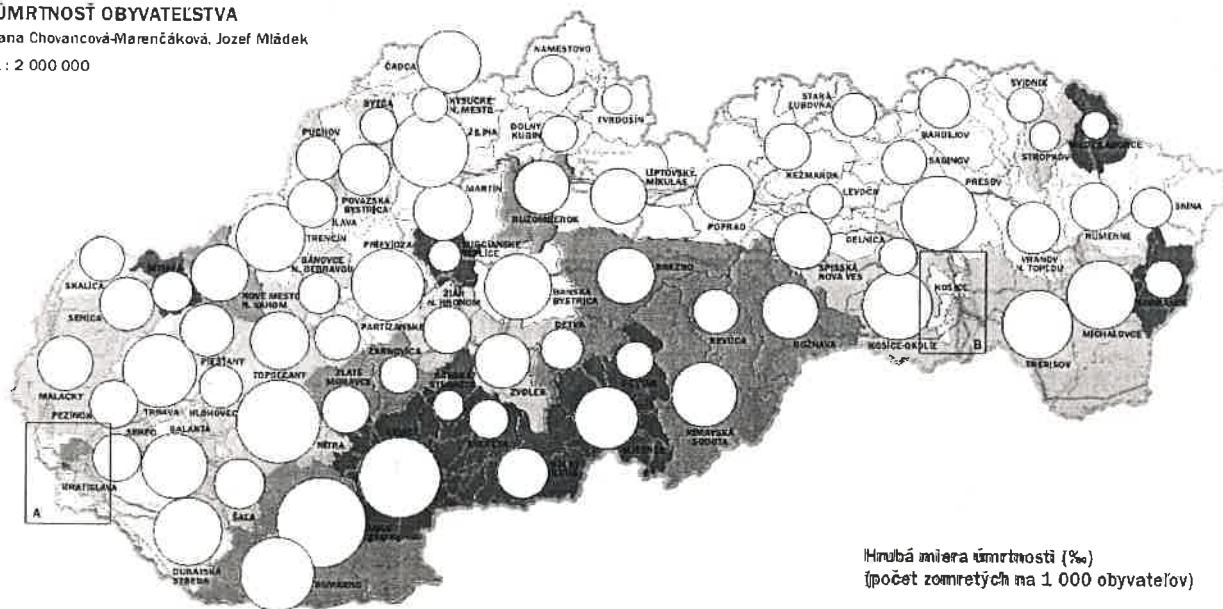 ÚMRTNOSŤ OBYVATEĽSTVA
ana Chovancová-Marenčáková, Jozef Mládek
: 2 000 000
ČADCA
NÁMESTOVO
BYTČA
KYSUCKÉ
N. MESTO
TVRDOŠÍN
DOLNÝ
KUBÍN
ŽILINA
PÚCHOV
POVAŽSKÁ
BYSTRICA
MARTIN
RUŽOMBEROK
LIPTOVSKÝ
MIKULÁŠ
POPRAD
KEŽMAROK
STARÁ
ĽUBOVŇA
BARDEJOV
SVIDNÍK
STROPKOV
SABINOV
LEVOČA
PREŠOV
HUMENNÉ
SNINA
ILAVA
TRENČÍN
PRIEVIDZA
BÁNOVCE
N. BEBRAVOU
SKALICA
MYJAVA
NOVÉ MESTO
N. VÁHOM
SENICA
PIEŠŤANY
PARTIZÁNSKE
ŽIAR
N. HRONOM
BANSKÁ
BYSTRICA
BREZNO
SPIŠSKÁ
NOVÁ VES
GELNICA
KOŠICE
VRANOV
N. TOPĽOU
MICHALOVCE
TREBIŠOV
KOŠICE-OKOLIE
ROŽŇAVA
REVÚCA
DETVA
ZVOLEN
ŽARNOVICA
ZLATÉ
MORAVCE
TOPOĽČANY
HLOHOVEC
TRNAVA
MALACKY
PEZINOK
SENEC
GALANTA
NITRA
RIMAVSKÁ
SOBOTA
BRATISLAVA
ŠAĽA
DUNAJSKÁ
STREDA
KOMÁRNO
A
B
Hrubá miera úmrtnosti (‰)
(počet zomretých na 1 000 obyvateľov)